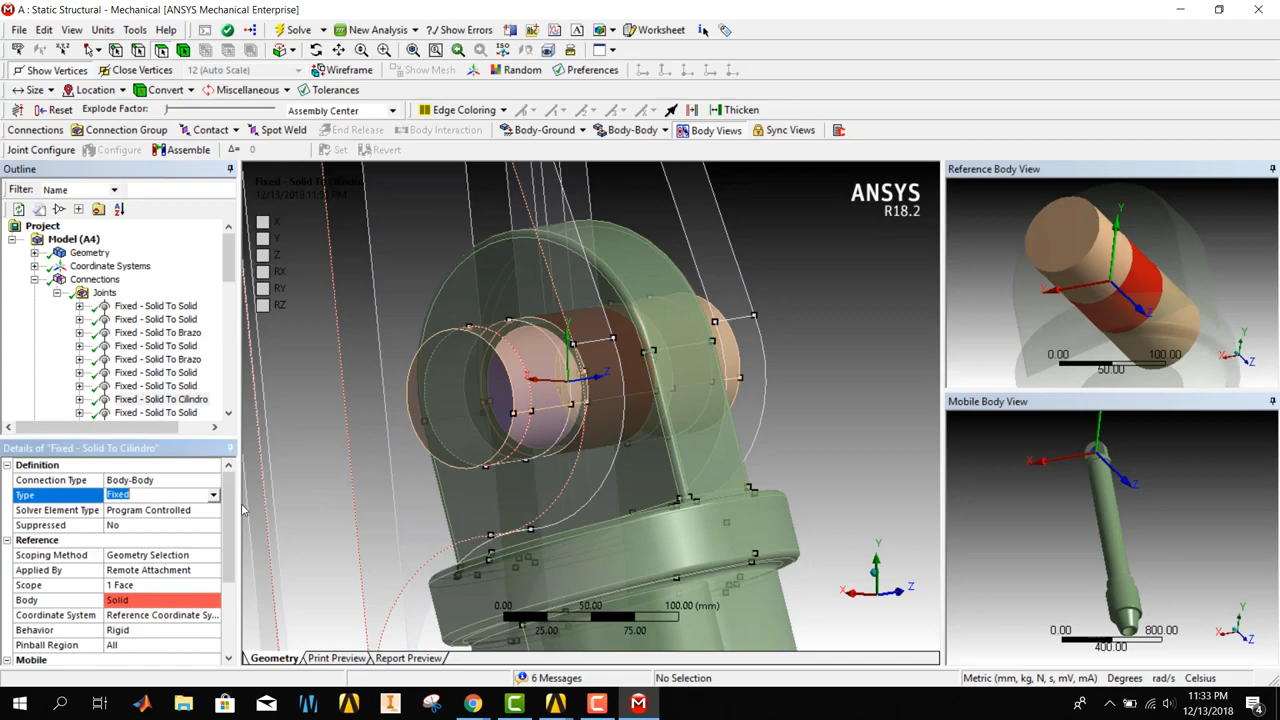 A : Static Structural - Mechanical [ANSYS Mechanical Enterprise]
File Edit View Units Tools Help Solve New Analysis Show Errors Worksheet
Show Vertices Close Vertices 12 (Auto Scale) Wireframe Show Mesh Random Preferences
Size Location Convert Miscellaneous Tolerances
Reset Explode Factor: Assembly Center Edge Coloring Thicken
Connections Connection Group Contact Spot Weld End Release Body Interaction Body-Ground Body-Body Body Views Sync Views
Joint Configure Configure Assemble Δ= 0 Set Revert
Outline
Filter: Name
Project
Model (A4)
Geometry
Coordinate Systems
Connections
Joints
Fixed - Solid To Solid
Fixed - Solid To Solid
Fixed - Solid To Brazo
Fixed - Solid To Solid
Fixed - Solid To Brazo
Fixed - Solid To Solid
Fixed - Solid To Solid
Fixed - Solid To Cilindro
Fixed - Solid To Solid
Details of "Fixed - Solid To Cilindro"
Definition
Connection Type Body-Body
Type Fixed
Solver Element Type Program Controlled
Suppressed No
Reference
Scoping Method Geometry Selection
Applied By Remote Attachment
Scope 1 Face
Body Solid
Coordinate System Reference Coordinate Sy...
Behavior Rigid
Pinball Region All
Mobile
Fixed - Solid To Cilindro
X
Y
Z
RX
RY
RZ
ANSYS
R18.2
Y
X
Z
Y
X
Z
0.00 50.00 100.00 (mm)
25.00 75.00
Geometry Print Preview Report Preview
Reference Body View
Y
X
Z
Y
X
Z
0.00 100.00
50.00
Mobile Body View
X
Z
Y
X
Z
0.00 800.00
400.00
6 Messages No Selection Metric (mm, kg, N, s, mV, mA) Degrees rad/s Celsius
11:33 PM
12/13/2018